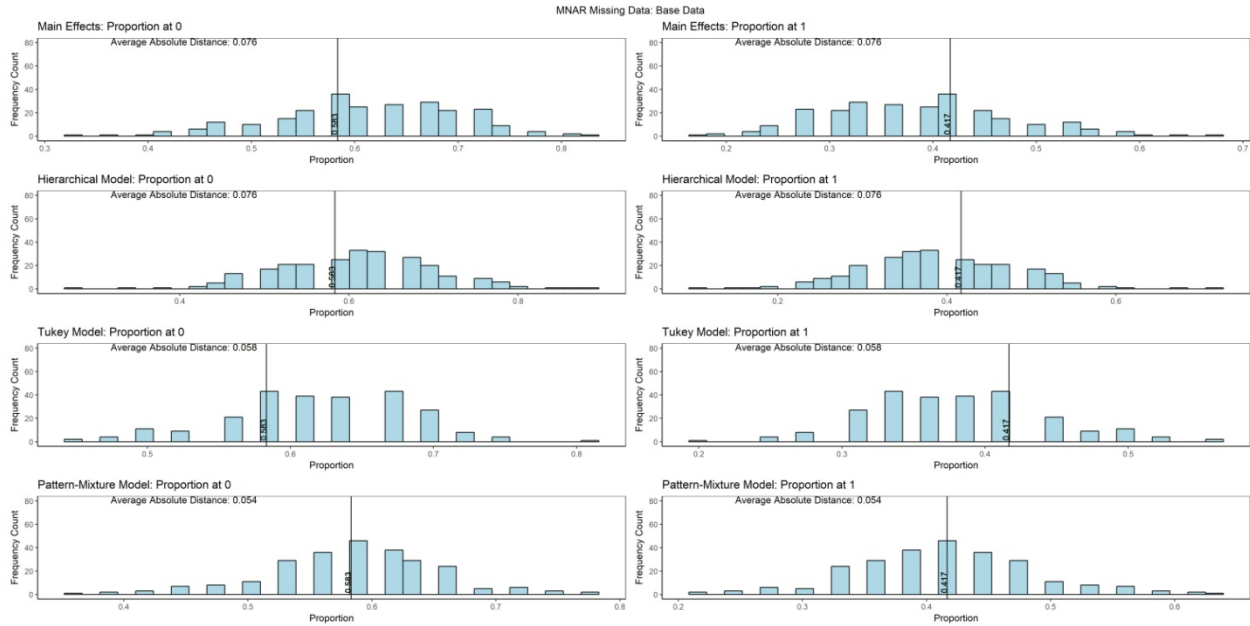 MNAR Missing Data: Base Data
Main Effects: Proportion at 0
Average Absolute Distance: 0.076
80
60
40
20
0
Frequency Count
0.583
0.3 0.4 0.5 0.6 0.7 0.8
Proportion
Main Effects: Proportion at 1
Average Absolute Distance: 0.076
80
60
40
20
0
Frequency Count
0.417
0.2 0.3 0.4 0.5 0.6 0.7
Proportion
Hierarchical Model: Proportion at 0
Average Absolute Distance: 0.076
80
60
40
20
0
Frequency Count
0.583
0.4 0.6 0.8
Proportion
Hierarchical Model: Proportion at 1
Average Absolute Distance: 0.076
80
60
40
20
0
Frequency Count
0.417
0.2 0.4 0.6
Proportion
Tukey Model: Proportion at 0
Average Absolute Distance: 0.058
80
60
40
20
0
Frequency Count
0.583
0.5 0.6 0.7 0.8
Proportion
Tukey Model: Proportion at 1
Average Absolute Distance: 0.058
80
60
40
20
0
Frequency Count
0.417
0.2 0.3 0.4 0.5
Proportion
Pattern-Mixture Model: Proportion at 0
Average Absolute Distance: 0.054
80
60
40
20
0
Frequency Count
0.583
0.4 0.5 0.6 0.7 0.8
Proportion
Pattern-Mixture Model: Proportion at 1
Average Absolute Distance: 0.054
80
60
40
20
0
Frequency Count
0.417
0.2 0.3 0.4 0.5 0.6
Proportion